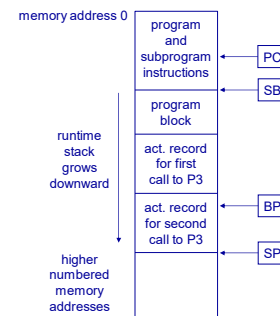 memory address 0
program
and
subprogram
instructions
PC
SB
program
block
runtime
stack
grows
downward
act. record
for first
call to P3
act. record
for second
call to P3
BP
SP
higher
numbered
memory
addresses